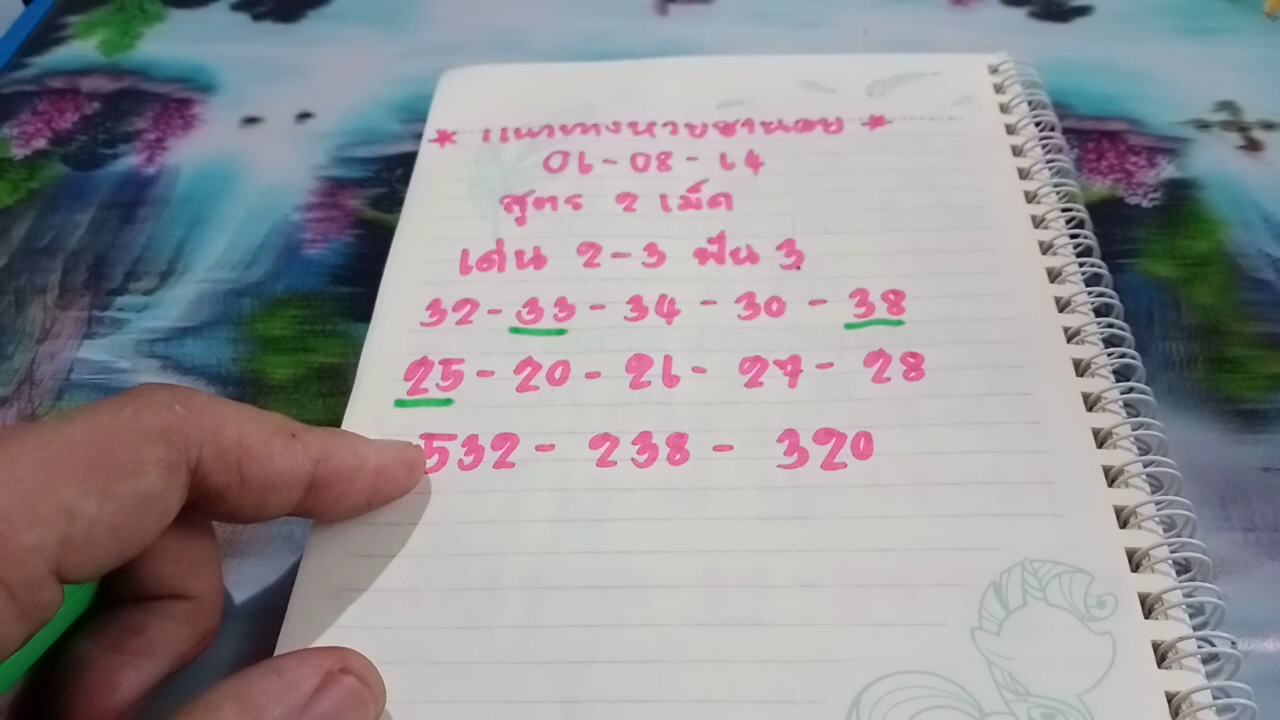 * แนวทางหวยฮานอย *
06-08-64
สูตร 2 เม็ด
เด่น 2-3 ฟัน 3
32-33-34-30-38
25-20-26-27-28
532-238-320